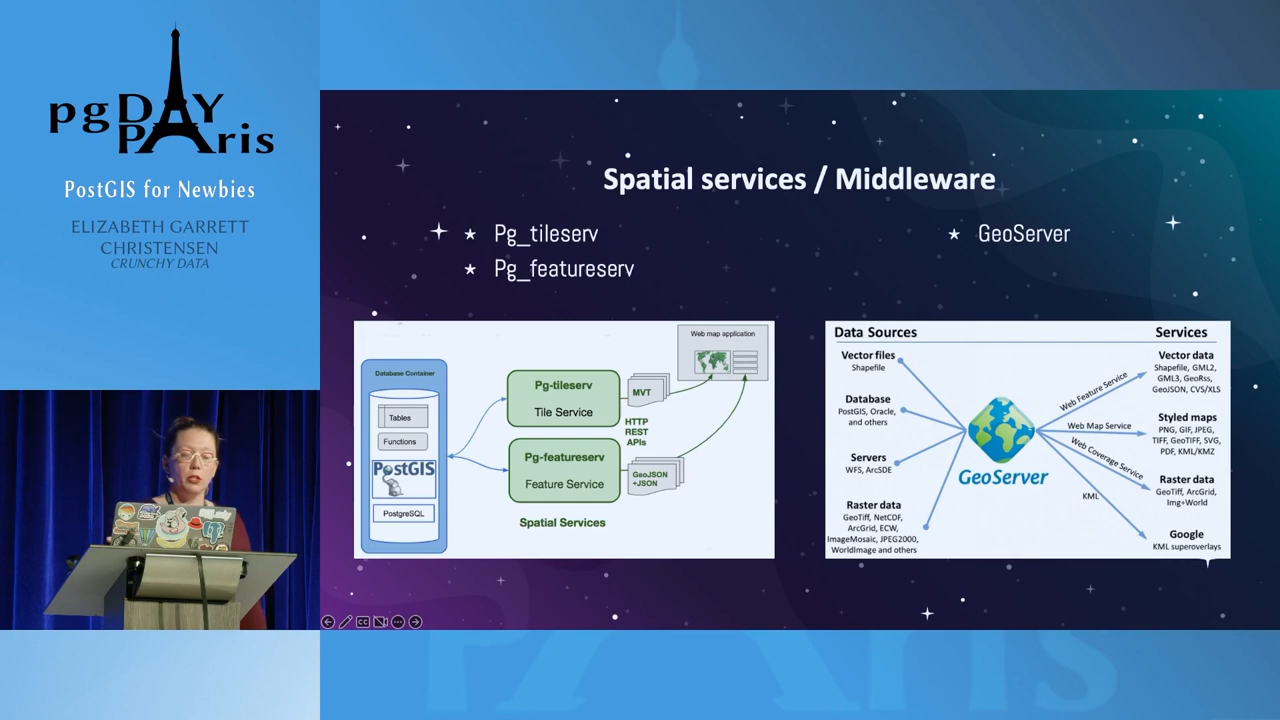 pgDAY
PAris
PostGIS for Newbies
ELIZABETH GARRETT
CHRISTENSEN
CRUNCHY DATA
Spatial services / Middleware
★ Pg_tileserv
★ Pg_featureserv
★ GeoServer
Database Container
Tables
Functions
PostGIS
PostgreSQL
Pg-tileserv
Tile Service
Pg-featureserv
Feature Service
Spatial Services
MVT
HTTP
REST
APIs
GeoJSON
+JSON
Web map application
Data Sources
Services
Vector files
Shapefile
Database
PostGIS, Oracle,
and others
Servers
WFS, ArcSDE
Raster data
GeoTiff, NetCDF,
ArcGrid, ECW,
ImageMosaic, JPEG2000,
WorldImage and others
GeoServer
Web Feature Service
Web Map Service
Web Coverage Service
KML
Vector data
Shapefile, GML2,
GML3, GeoRss,
GeoJSON, CVS/XLS
Styled maps
PNG, GIF, JPEG,
TIFF, GeoTIFF, SVG,
PDF, KML/KMZ
Raster data
GeoTiff, ArcGrid,
Img+World
Google
KML superoverlays
CC